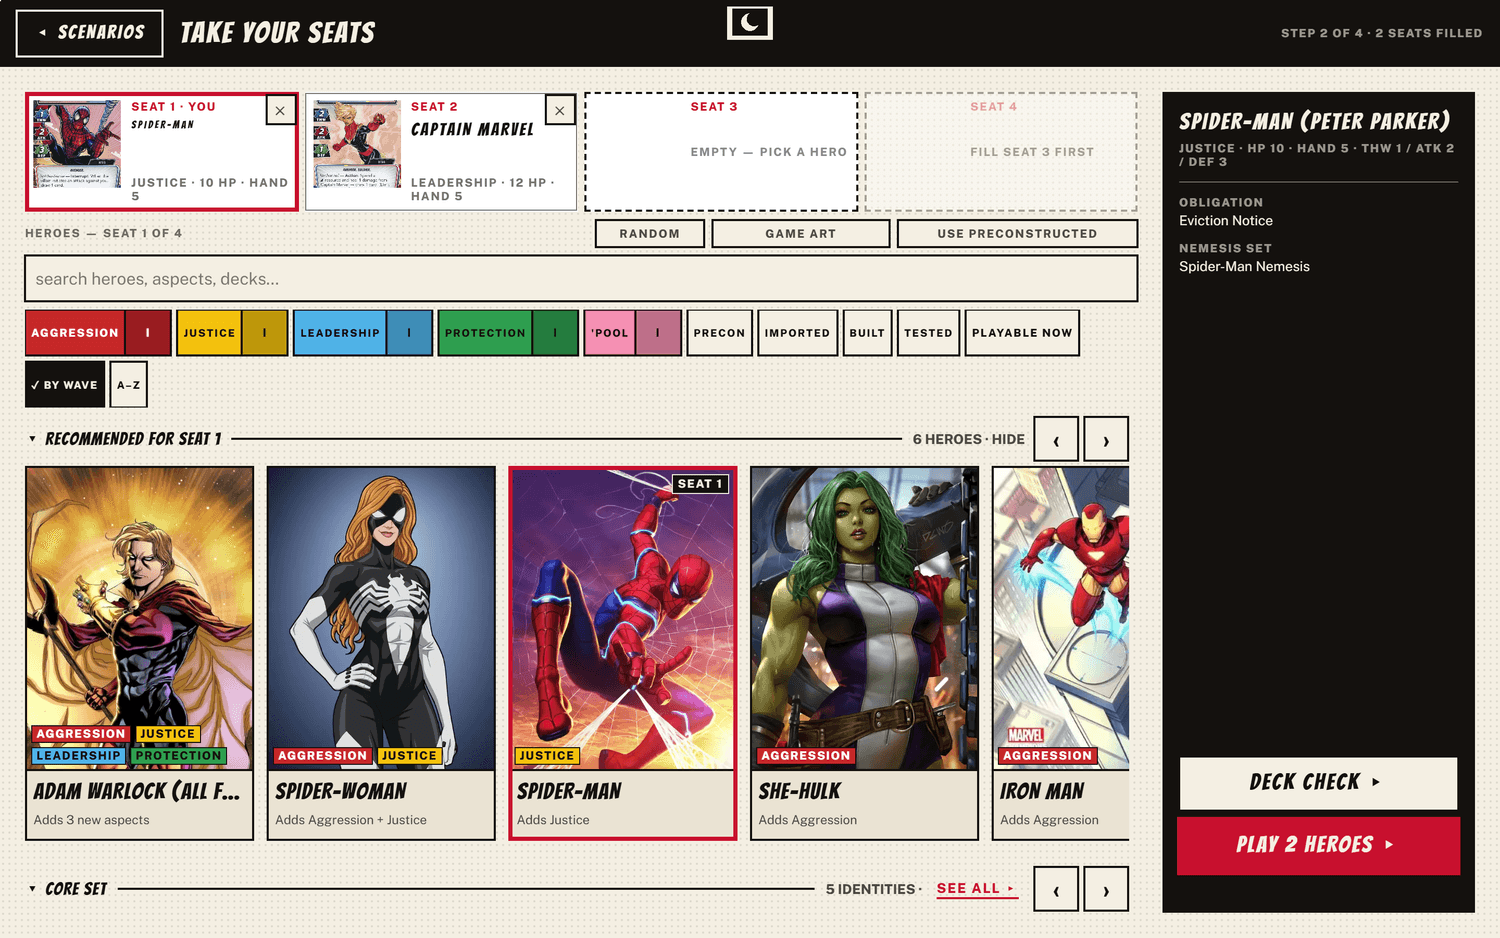 ◂ SCENARIOS
TAKE YOUR SEATS
STEP 2 OF 4 · 2 SEATS FILLED
SEAT 1 · YOU
SPIDER-MAN
JUSTICE · 10 HP · HAND
5
×
SEAT 2
CAPTAIN MARVEL
LEADERSHIP · 12 HP ·
HAND 5
×
SEAT 3
EMPTY — PICK A HERO
SEAT 4
FILL SEAT 3 FIRST
HEROES — SEAT 1 OF 4
RANDOM
GAME ART
USE PRECONSTRUCTED
search heroes, aspects, decks...
AGGRESSION I
JUSTICE I
LEADERSHIP I
PROTECTION I
'POOL I
PRECON
IMPORTED
BUILT
TESTED
PLAYABLE NOW
✓ BY WAVE
A–Z
▾ RECOMMENDED FOR SEAT 1
6 HEROES · HIDE
‹ ›
AGGRESSION JUSTICE
LEADERSHIP PROTECTION
ADAM WARLOCK (ALL F...
Adds 3 new aspects
AGGRESSION JUSTICE
SPIDER-WOMAN
Adds Aggression + Justice
SEAT 1
JUSTICE
SPIDER-MAN
Adds Justice
AGGRESSION
SHE-HULK
Adds Aggression
MARVEL
AGGRESSION
IRON MAN
Adds Aggression
▾ CORE SET
5 IDENTITIES ·
SEE ALL ▸
‹ ›
SPIDER-MAN (PETER PARKER)
JUSTICE · HP 10 · HAND 5 · THW 1 / ATK 2
/ DEF 3
OBLIGATION
Eviction Notice
NEMESIS SET
Spider-Man Nemesis
DECK CHECK ▸
PLAY 2 HEROES ▸